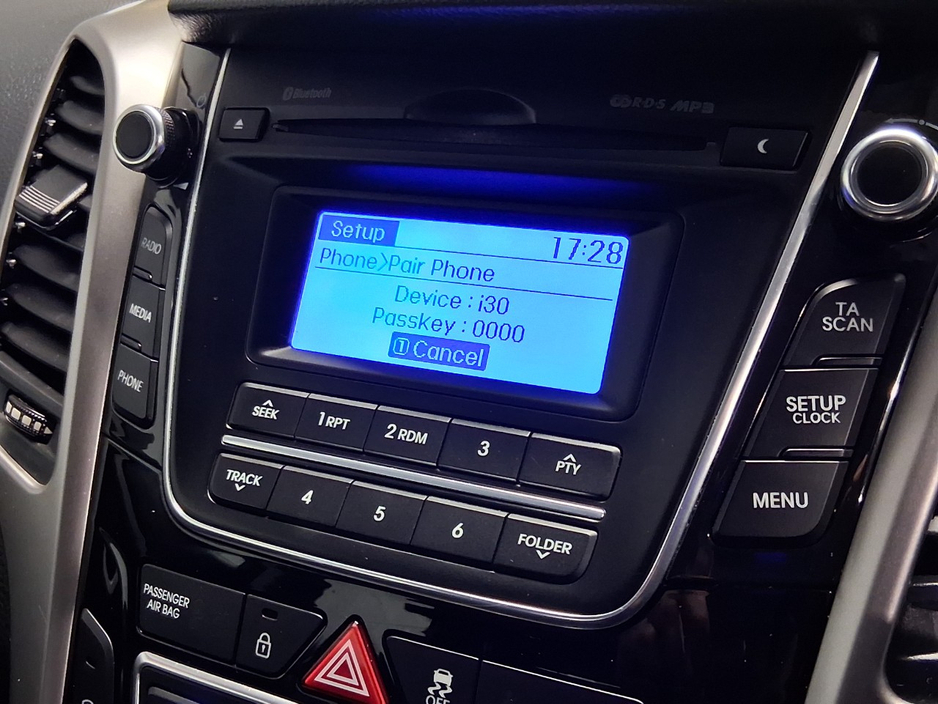 Bluetooth
R·D·S MP3
Setup
17:28
Phone>Pair Phone
Device : i30
Passkey : 0000
1 Cancel
RADIO
MEDIA
PHONE
TA
SCAN
SETUP
CLOCK
MENU
SEEK
1 RPT
2 RDM
3
PTY
TRACK
4
5
6
FOLDER
PASSENGER
AIR BAG
OFF